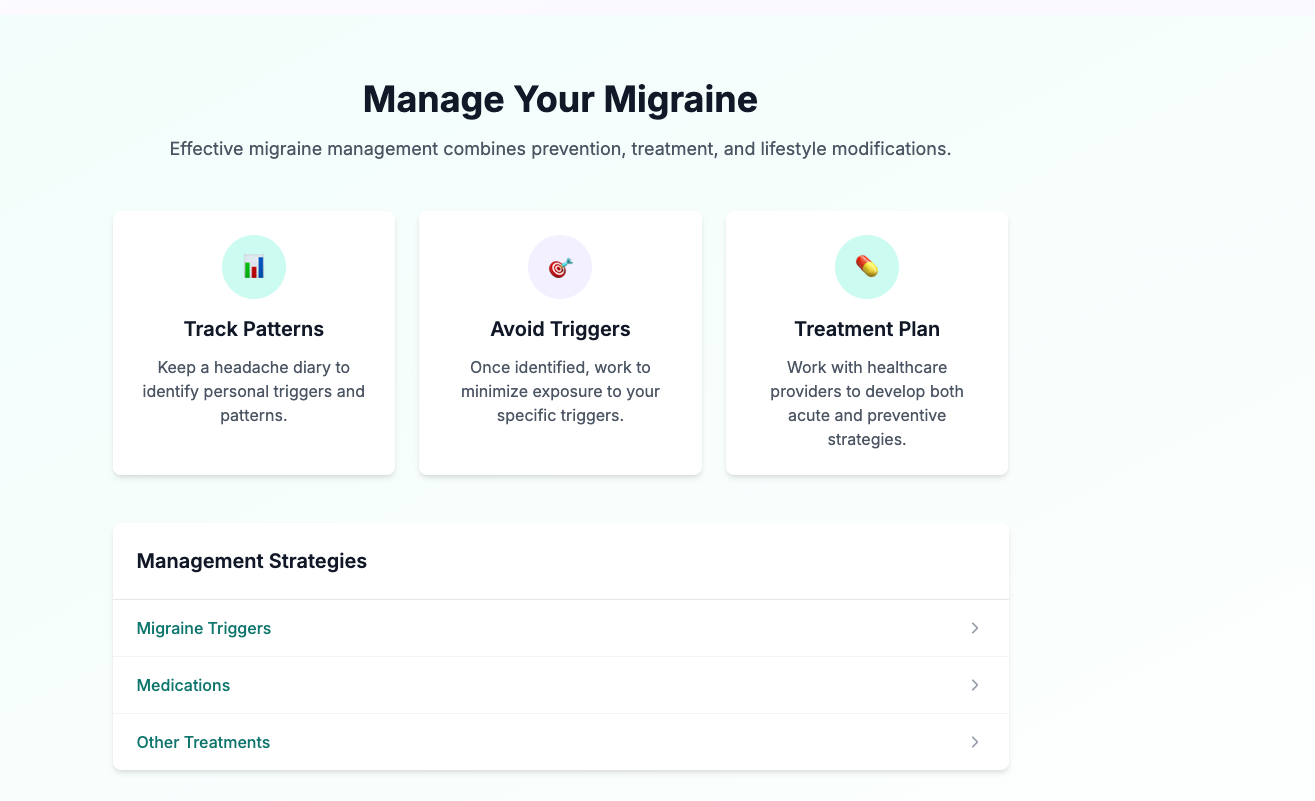 Manage Your Migraine
Effective migraine management combines prevention, treatment, and lifestyle modifications.
Track Patterns
Keep a headache diary to
identify personal triggers and
patterns.
Avoid Triggers
Once identified, work to
minimize exposure to your
specific triggers.
Treatment Plan
Work with healthcare
providers to develop both
acute and preventive
strategies.
Management Strategies
Migraine Triggers
Medications
Other Treatments